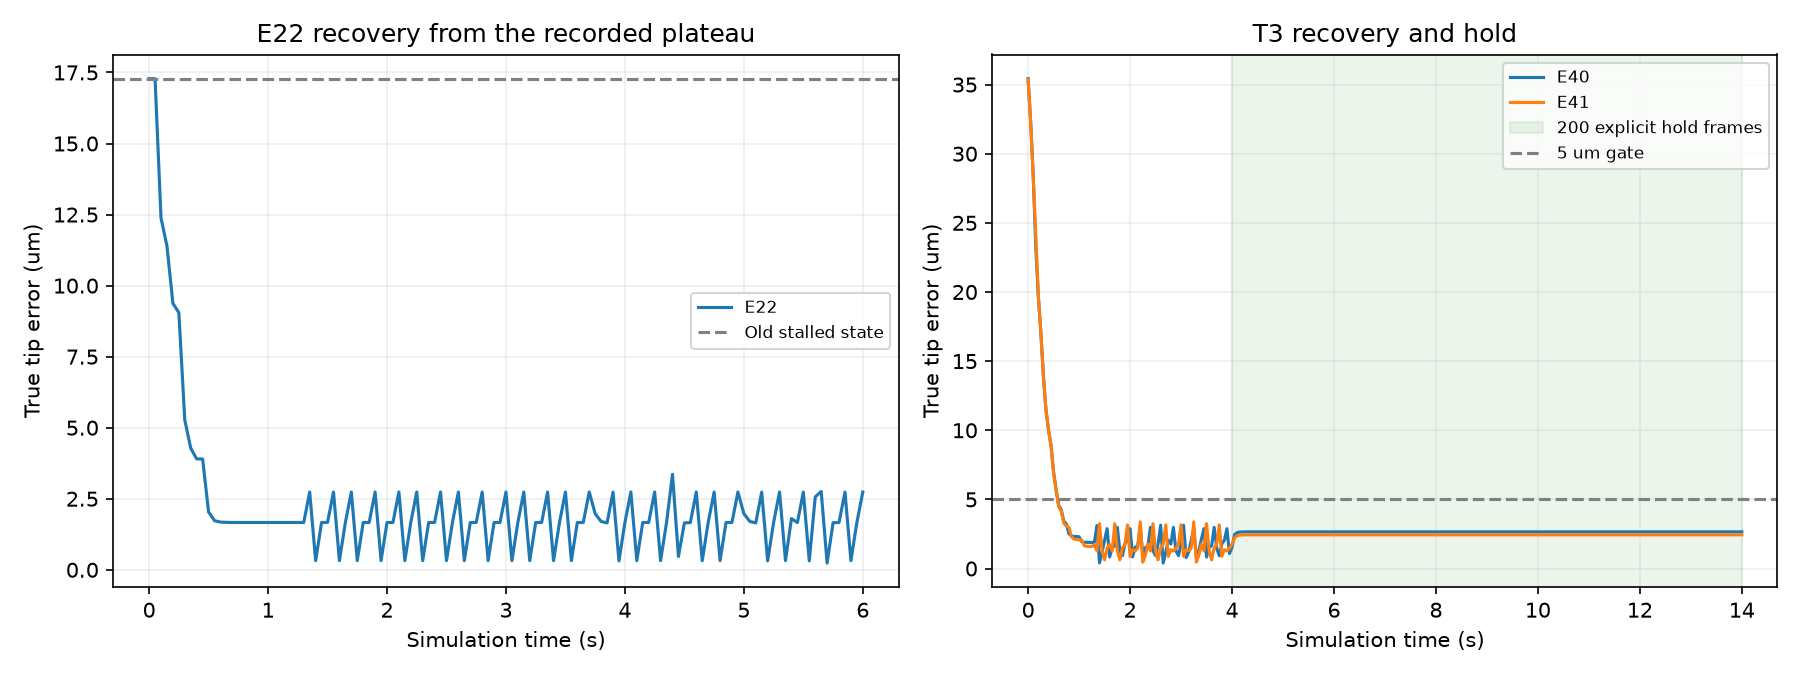 E22 recovery from the recorded plateau
True tip error (um)
17.5
15.0
12.5
10.0
7.5
5.0
2.5
0.0
E22
Old stalled state
0 1 2 3 4 5 6
Simulation time (s)
T3 recovery and hold
True tip error (um)
35
30
25
20
15
10
5
0
E40
E41
200 explicit hold frames
5 um gate
0 2 4 6 8 10 12 14
Simulation time (s)